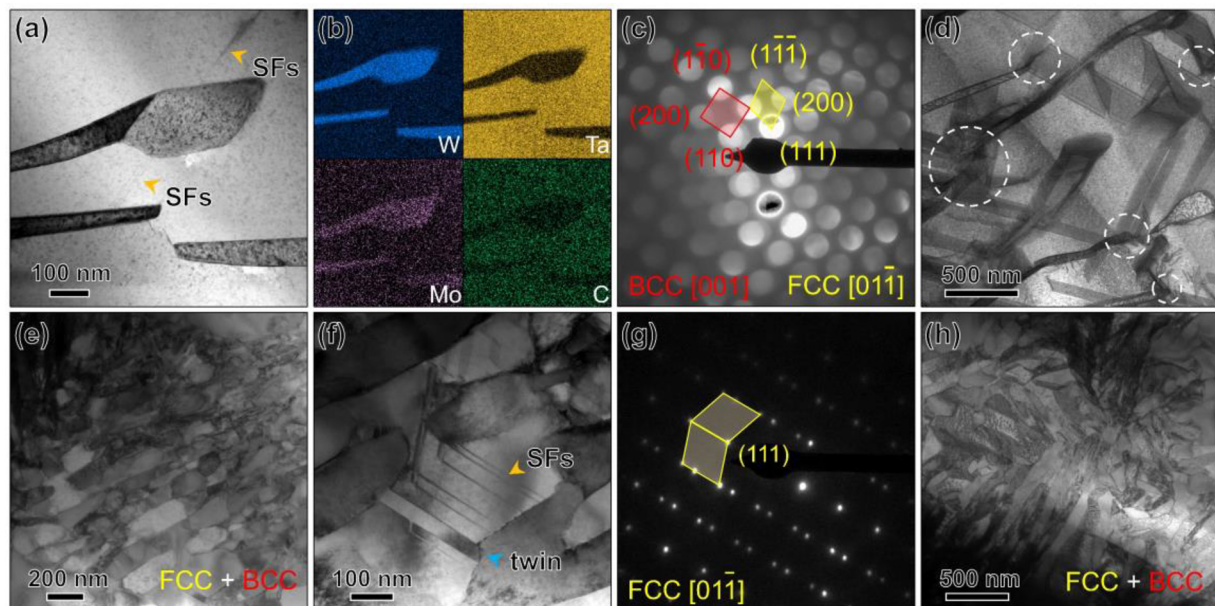 (a)
SFs
SFs
100 nm
(b)
W
Ta
Mo
C
(c)
(11̅0)
(11̅1̅)
(200)
(200)
(110)
(111)
BCC [001]
FCC [011̅]
(d)
500 nm
(e)
200 nm
FCC + BCC
(f)
SFs
twin
100 nm
(g)
(111)
FCC [011̅]
(h)
500 nm
FCC + BCC